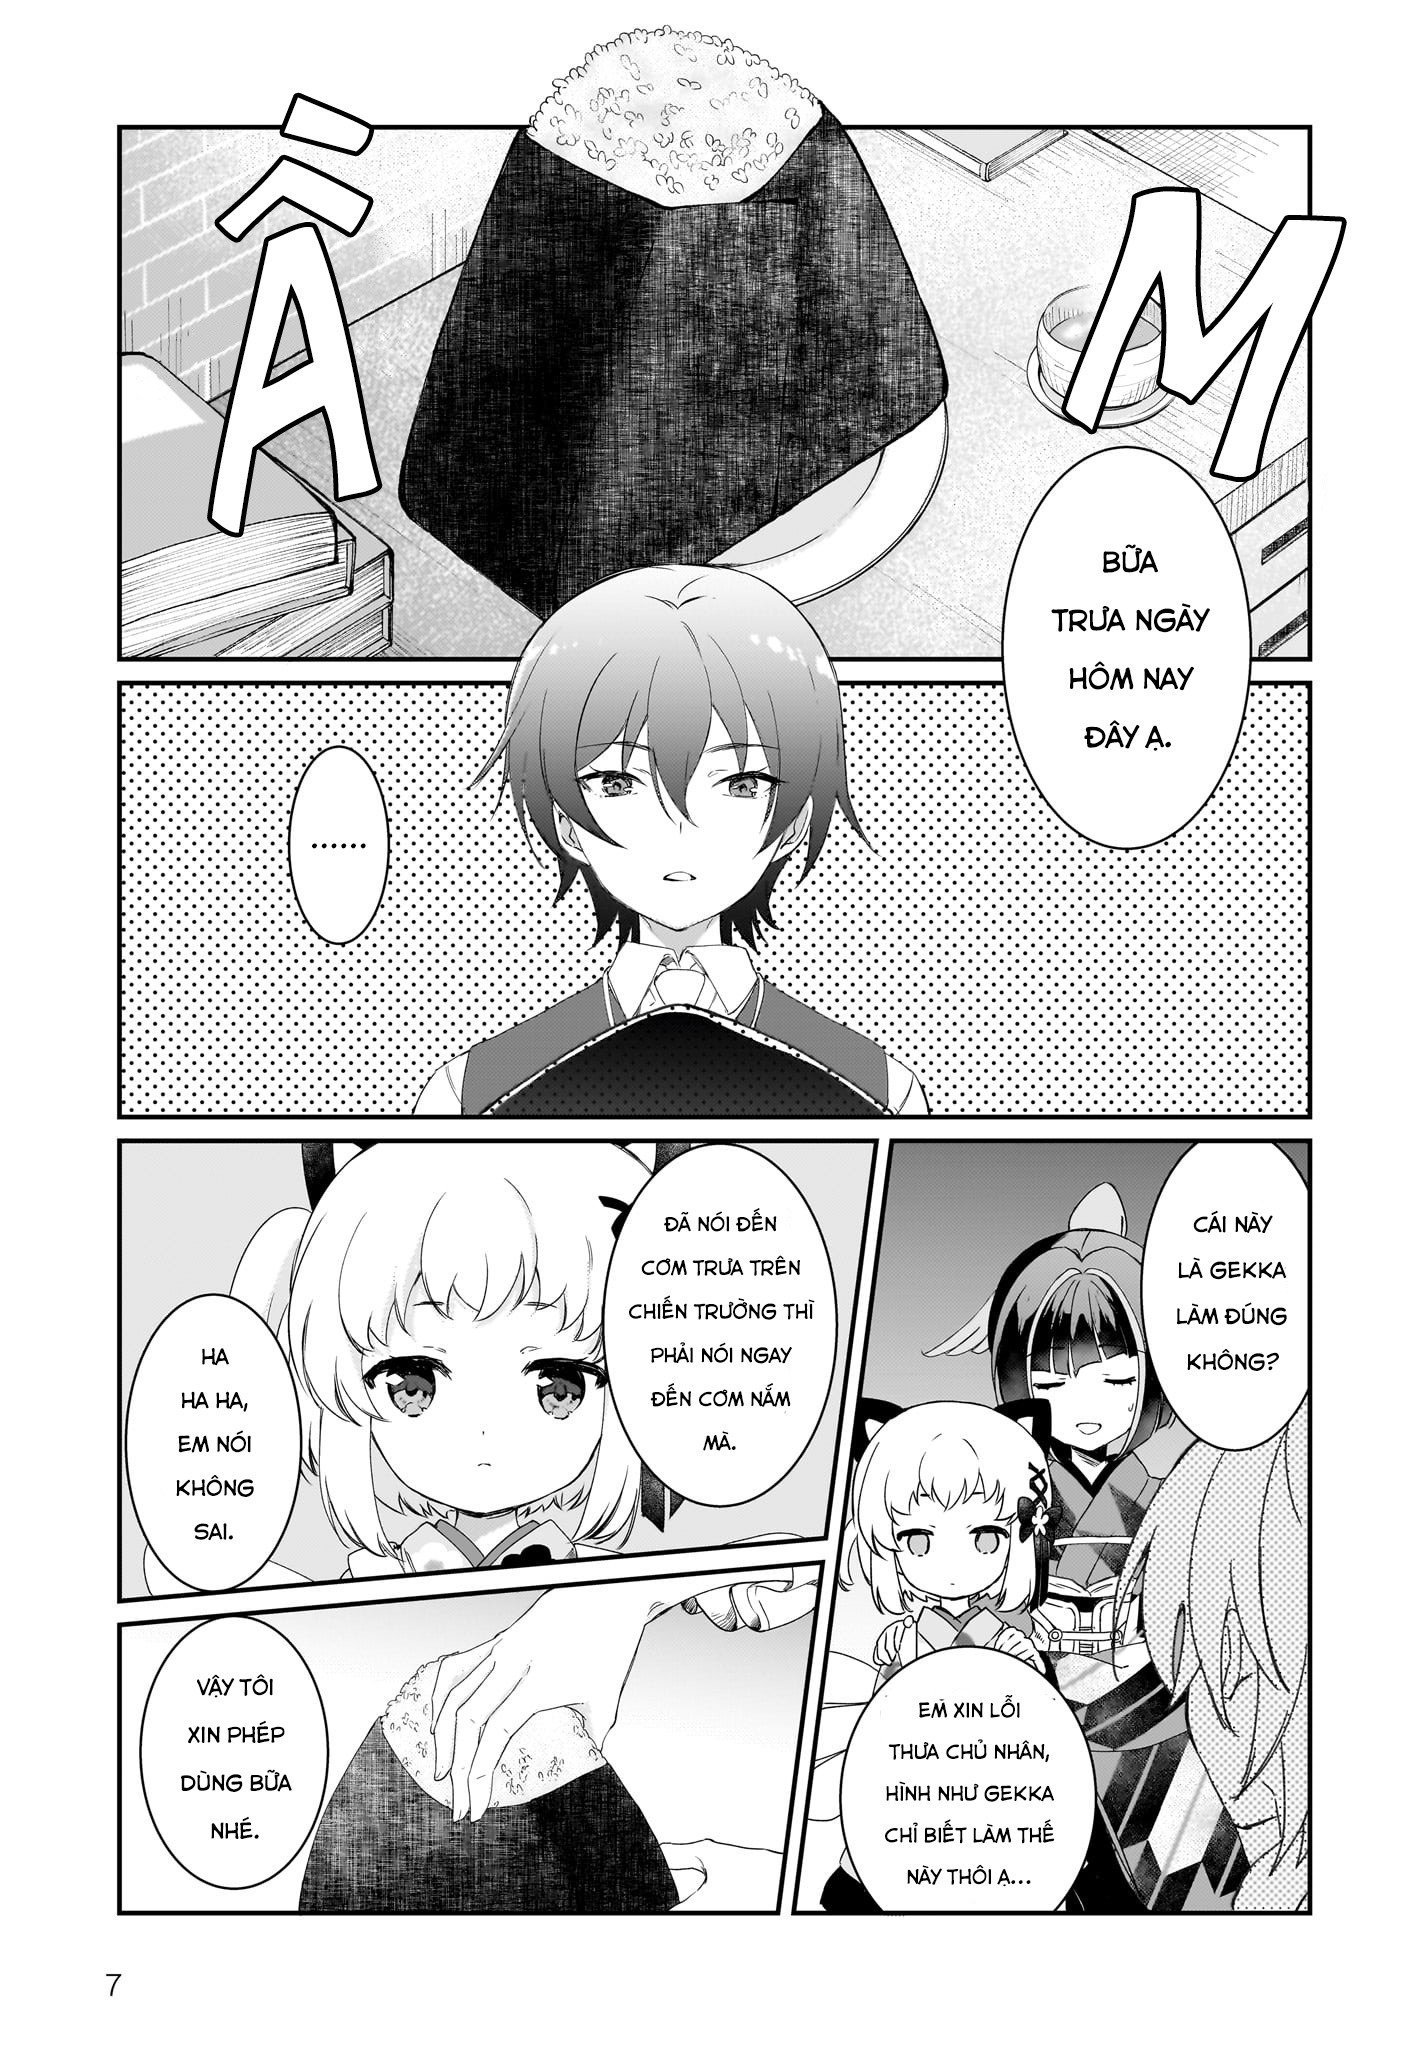 ÂM
BỮA
TRƯA NGÀY
HÔM NAY
ĐÂY Ạ.
......
CÁI NÀY
LÀ GEKKA
LÀM ĐÚNG
KHÔNG?
EM XIN LỖI
THƯA CHỦ NHÂN,
HÌNH NHƯ GEKKA
CHỈ BIẾT LÀM THẾ
NÀY THÔI Ạ...
ĐÃ NÓI ĐẾN
CƠM TRƯA TRÊN
CHIẾN TRƯỜNG THÌ
PHẢI NÓI NGAY
ĐẾN CƠM NẮM
MÀ.
HA
HA HA,
EM NÓI
KHÔNG
SAI.
VẬY TÔI
XIN PHÉP
DÙNG BỮA
NHÉ.
7